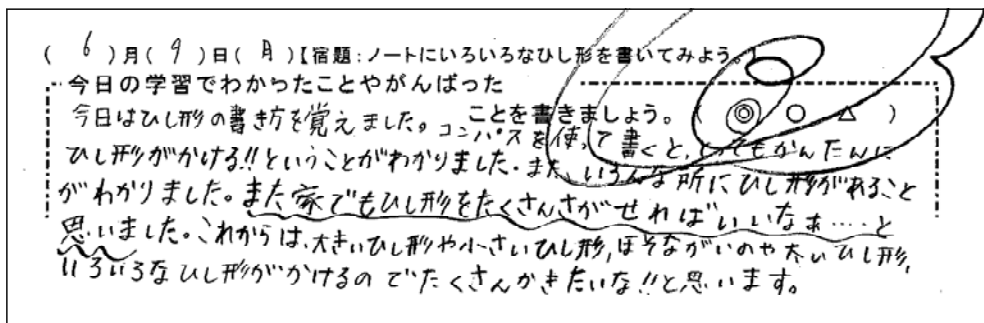 ( 6 )月( 9 )日( 月 )【宿題:ノートにいろいろなひし形を書いてみよう。】
今日の学習でわかったことやがんばった
ことを書きましょう。( ◎ ○ △ )
今日はひし形の書き方を覚えました。コンパスを使って書くと、とってもかんたんに
ひし形がかける!!ということがわかりました。また、いろんな所にひし形があること
がわかりました。また家でもひし形をたくさんさがせればいいなぁ....と
思いました。これからは、大きいひし形や小さいひし形,ほそながいのや太いひし形,
いろいろなひし形がかけるのでたくさんかきたいな!!と思います。